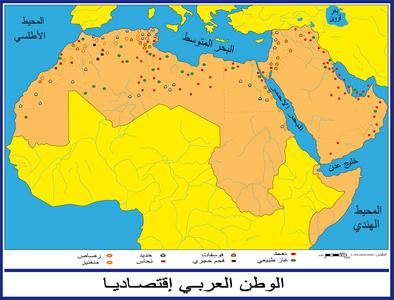 المحيط
الأطلسي
البحر المتوسط
بحر
قزوين
البحر الأحمر
خليج عدن
المحيط
الهندي
نفط
فوسفات
حديد
رصاص
غاز طبيعي
فحم حجري
نحاس
منغنيز
الوطن العربي إقتصاديا